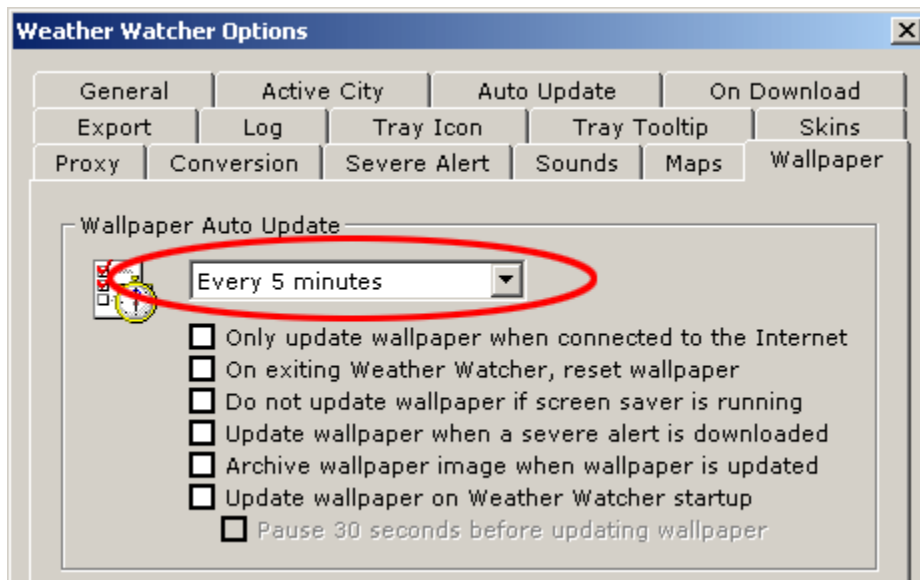 Weather Watcher Options
General Active City Auto Update On Download
Export Log Tray Icon Tray Tooltip Skins
Proxy Conversion Severe Alert Sounds Maps Wallpaper
Wallpaper Auto Update
Every 5 minutes
Only update wallpaper when connected to the Internet
On exiting Weather Watcher, reset wallpaper
Do not update wallpaper if screen saver is running
Update wallpaper when a severe alert is downloaded
Archive wallpaper image when wallpaper is updated
Update wallpaper on Weather Watcher startup
Pause 30 seconds before updating wallpaper